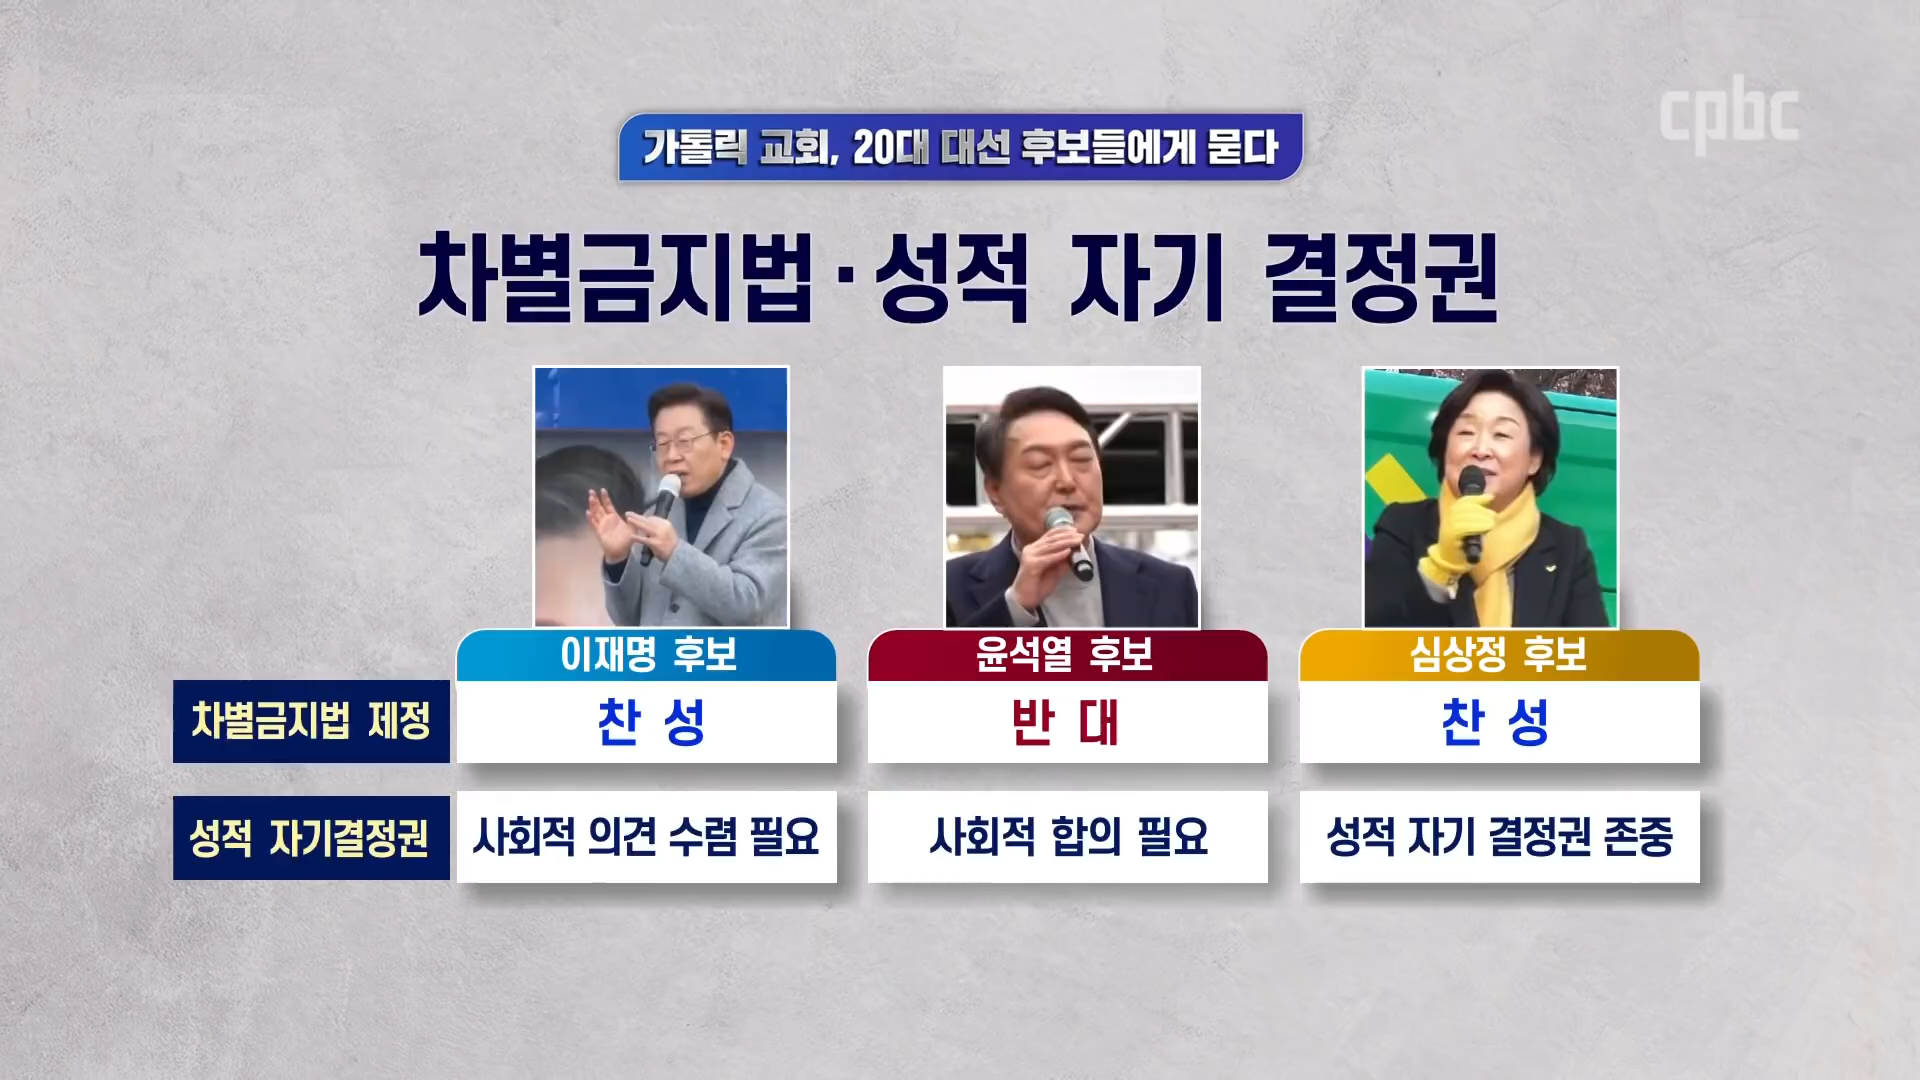 cpbc
가톨릭 교회, 20대 대선 후보들에게 묻다
차별금지법·성적 자기 결정권
이재명 후보
윤석열 후보
심상정 후보
차별금지법 제정
찬 성
반 대
찬 성
성적 자기결정권
사회적 의견 수렴 필요
사회적 합의 필요
성적 자기 결정권 존중